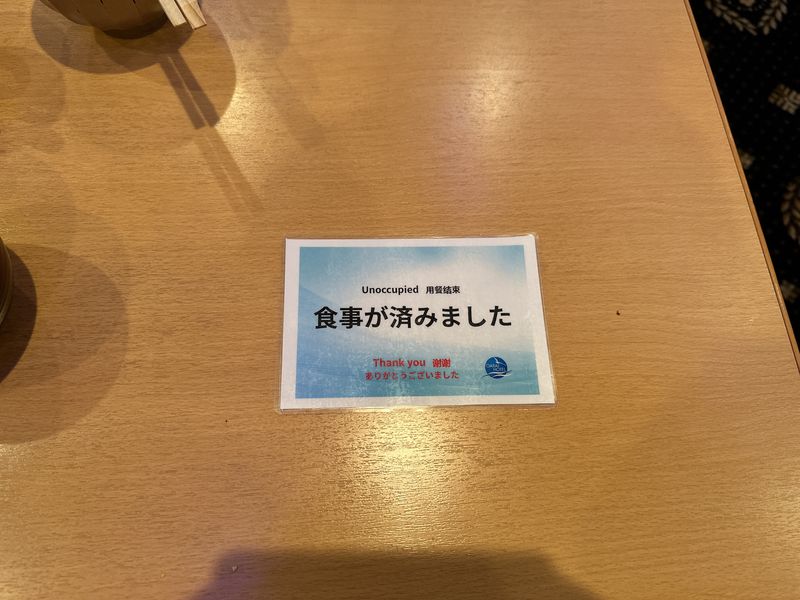 Unoccupied 用餐结束
食事が済みました
Thank you 谢谢
ありがとうございました